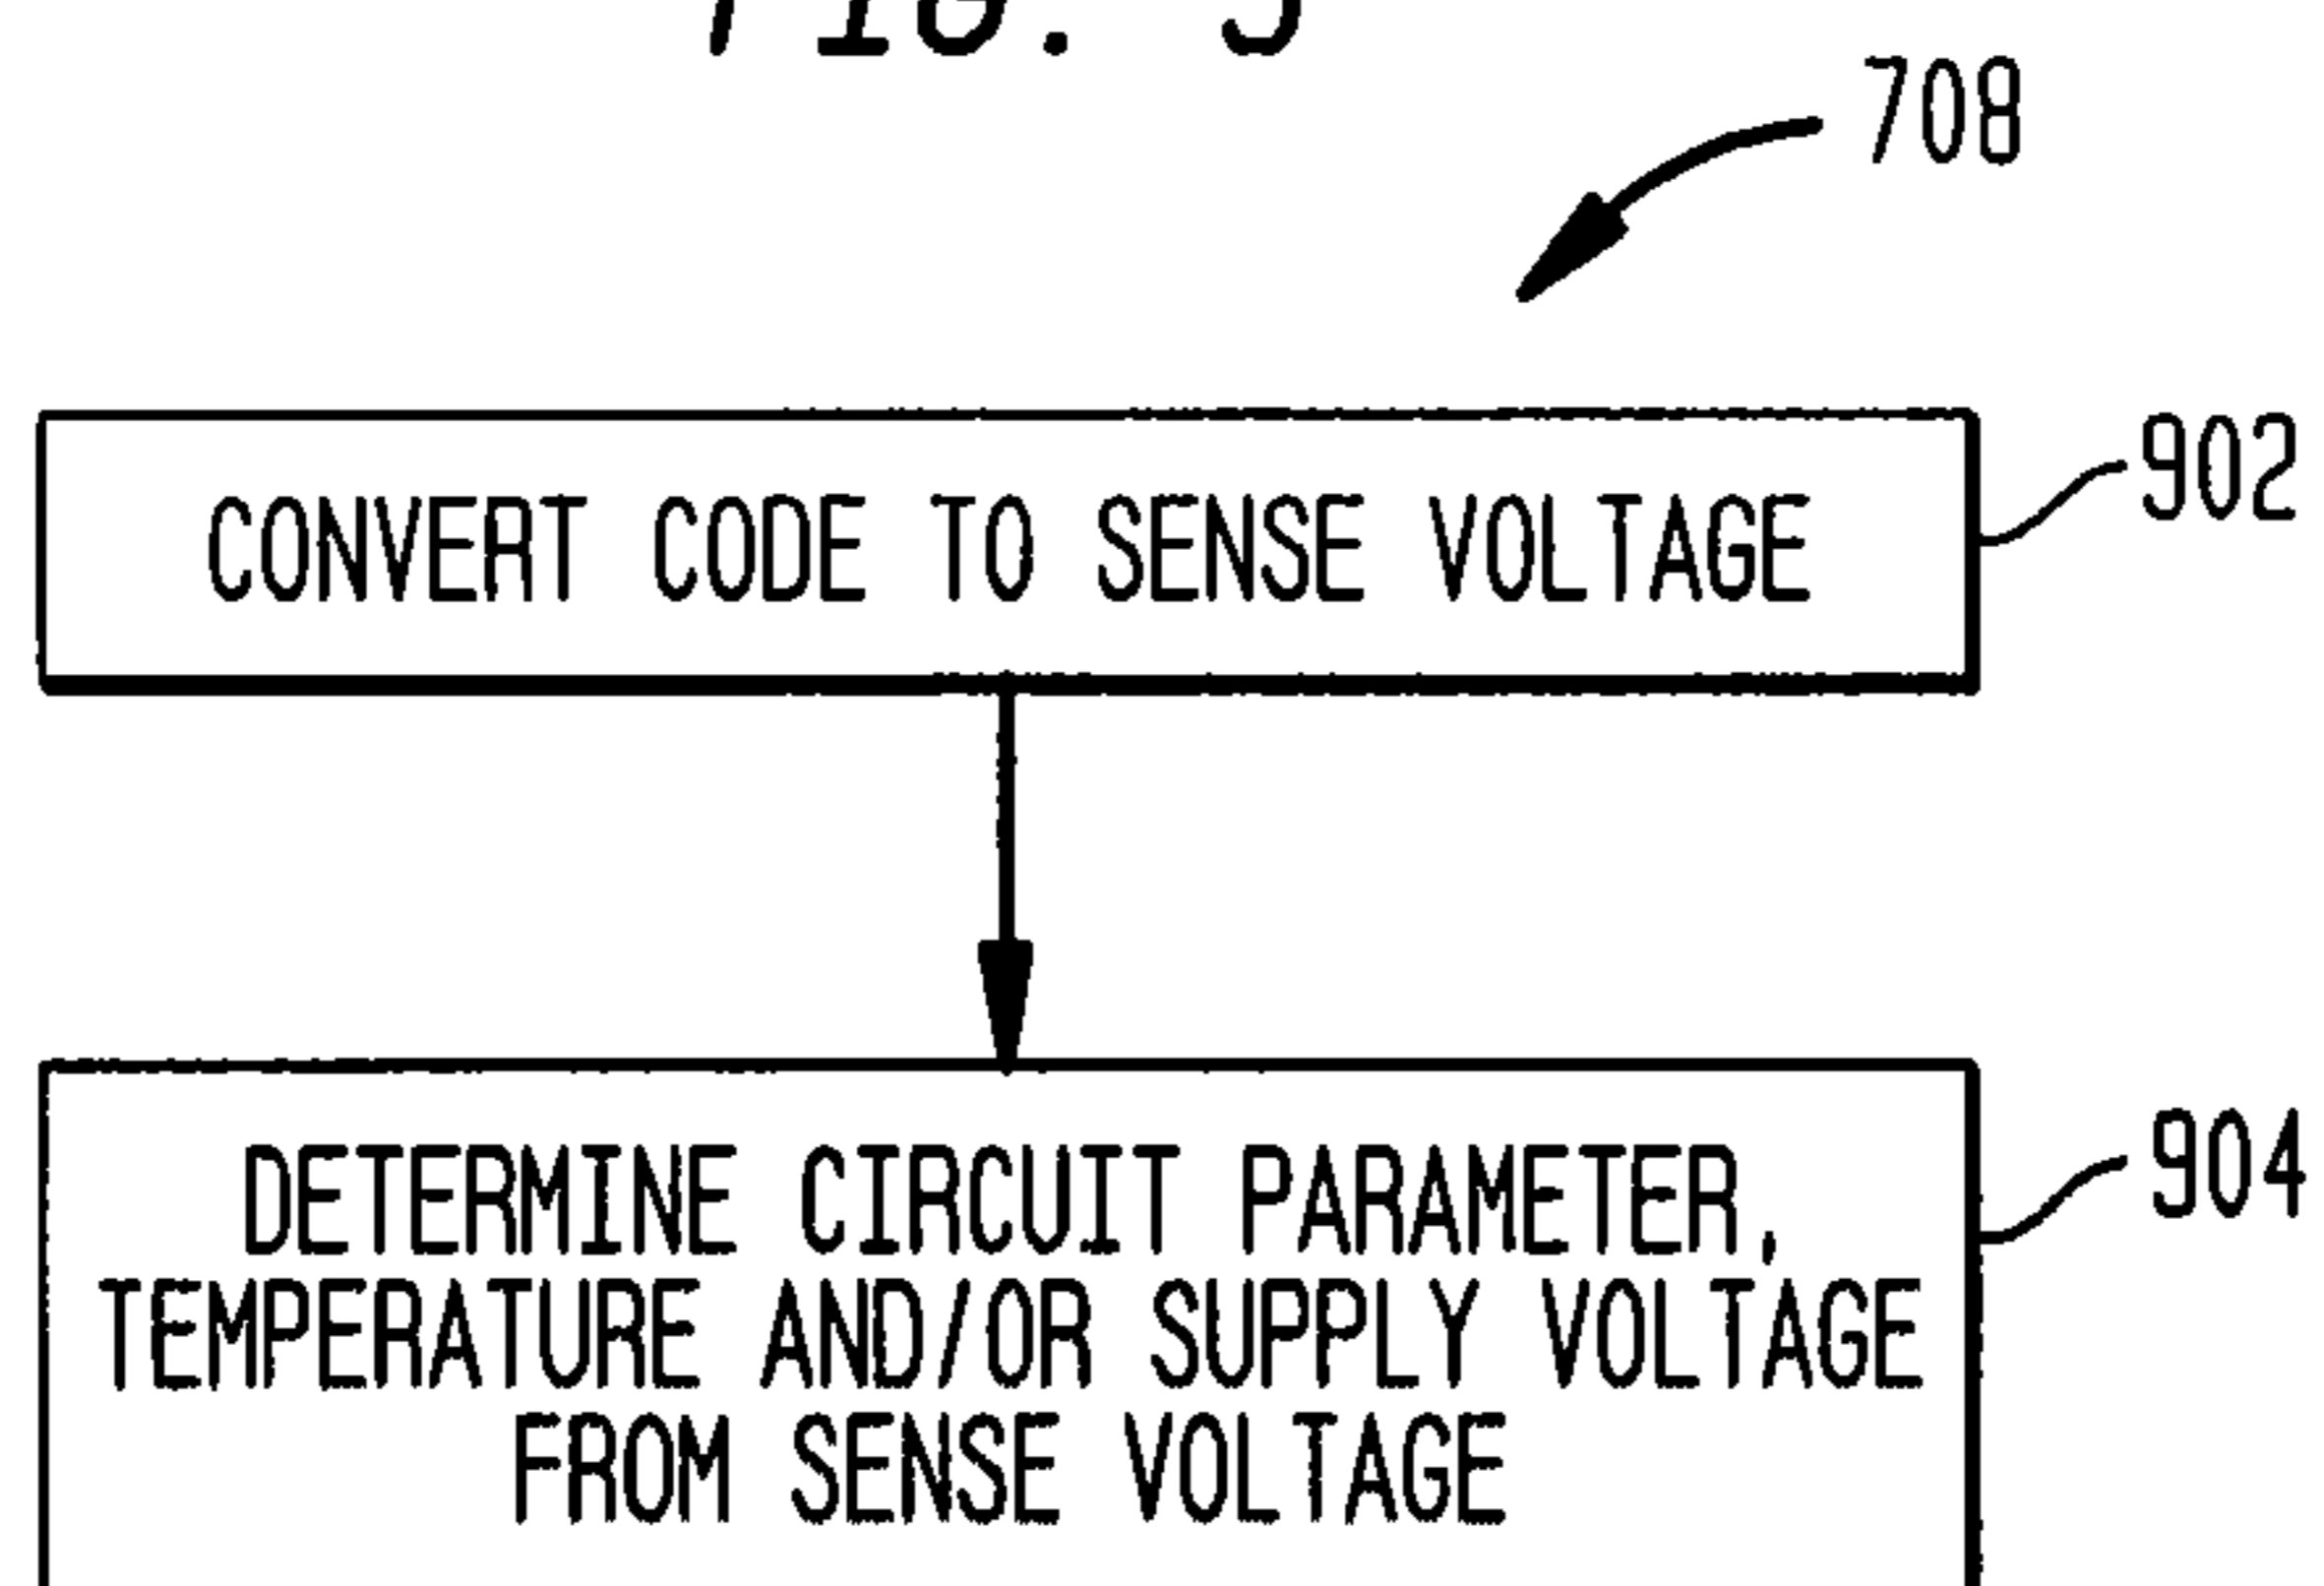 FIG.
708
CONVERT CODE TO SENSE VOLTAGE
902
DETERMINE CIRCUIT PARAMETER,
TEMPERATURE AND/OR SUPPLY VOLTAGE
FROM SENSE VOLTAGE
904